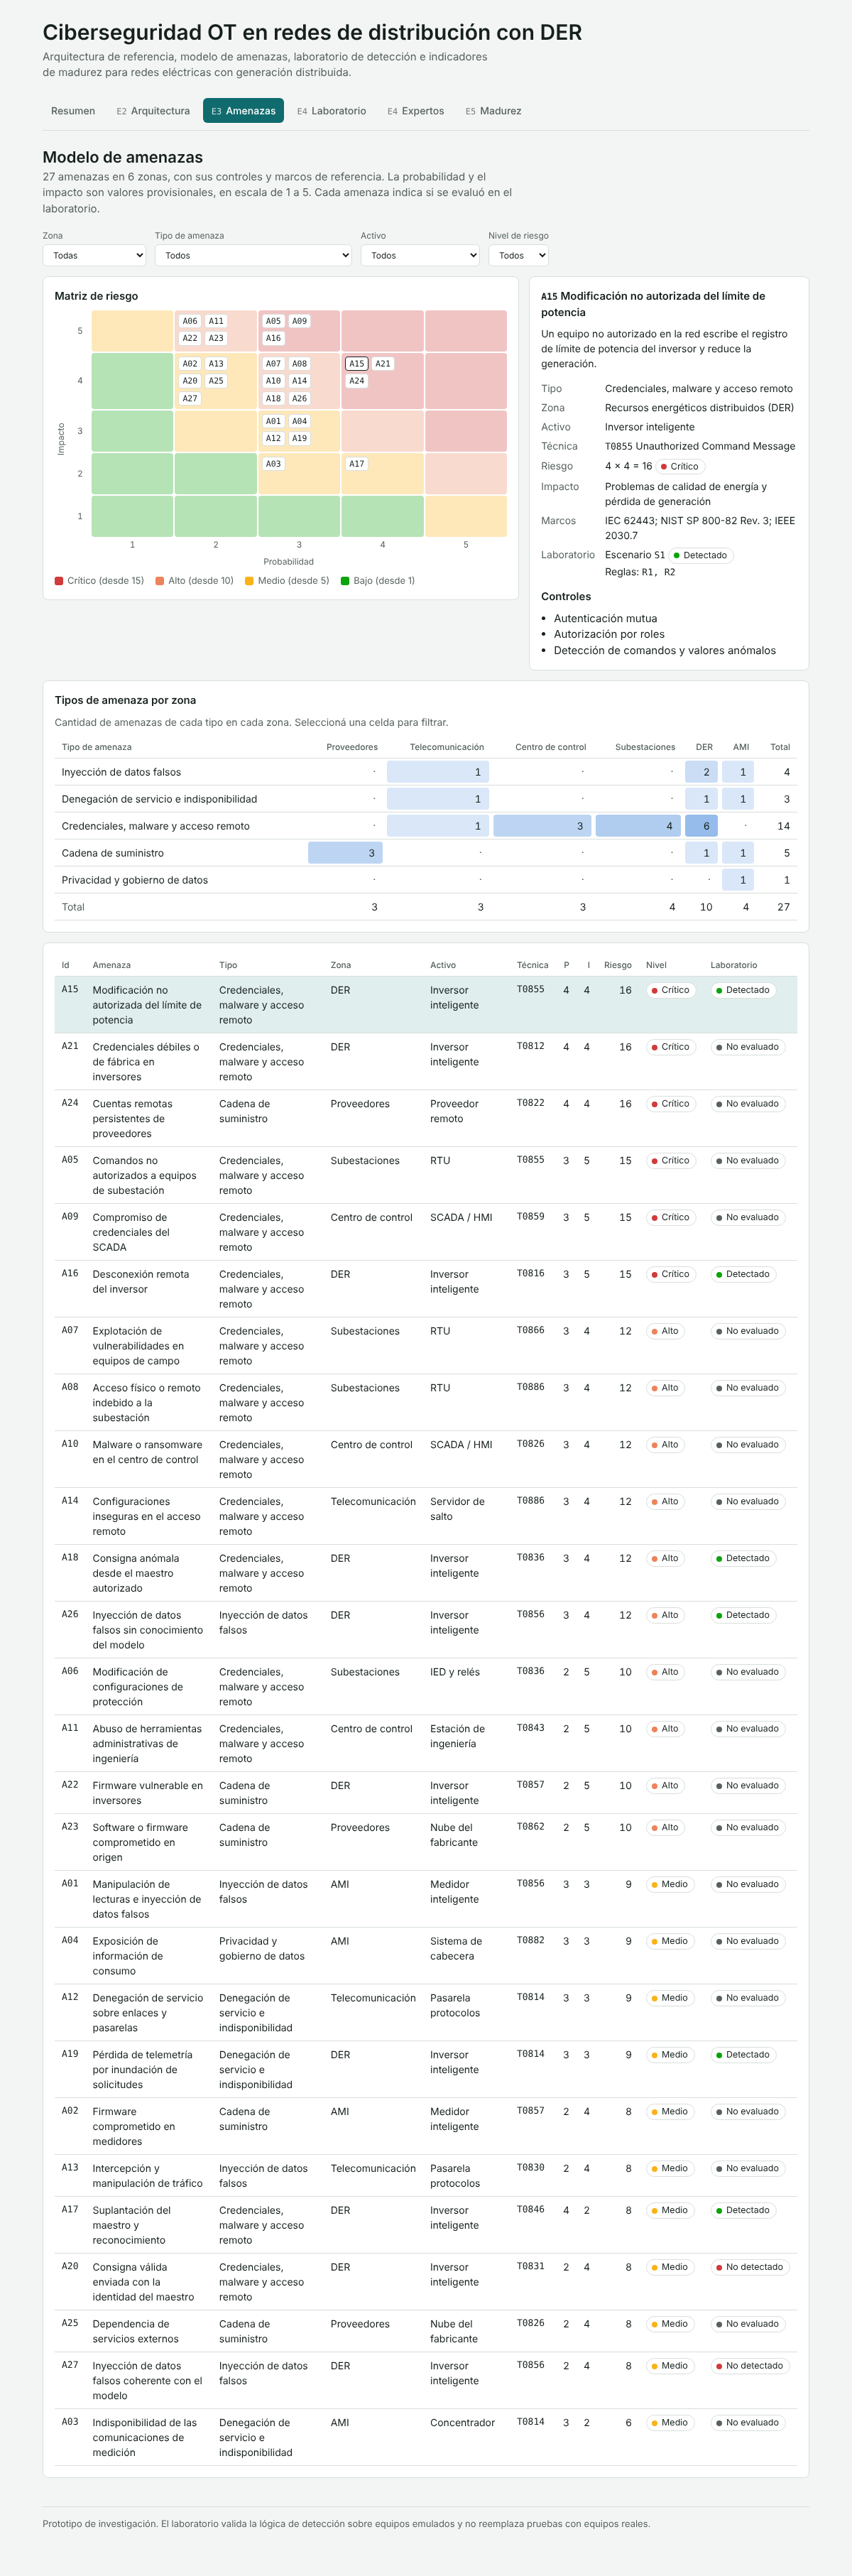 Ciberseguridad OT en redes de distribución con DER
Arquitectura de referencia, modelo de amenazas, laboratorio de detección e indicadores
de madurez para redes eléctricas con generación distribuida.
Resumen E2 Arquitectura E3 Amenazas E4 Laboratorio E4 Expertos E5 Madurez
Modelo de amenazas
27 amenazas en 6 zonas, con sus controles y marcos de referencia. La probabilidad y el
impacto son valores provisionales, en escala de 1 a 5. Cada amenaza indica si se evaluó en el
laboratorio.
Zona Tipo de amenaza Activo Nivel de riesgo
Todas Todos Todos Todos
Matriz de riesgo
5 A06 A11 A05 A09
A22 A23 A16
4 A02 A13 A07 A08 A15 A21
A20 A25 A10 A14 A24
A27 A18 A26
3 A01 A04
A12 A19
2 A03 A17
1
Impacto
1 2 3 4 5
Probabilidad
Crítico (desde 15) Alto (desde 10) Medio (desde 5) Bajo (desde 1)
A15 Modificación no autorizada del límite de
potencia
Un equipo no autorizado en la red escribe el registro
de límite de potencia del inversor y reduce la
generación.
Tipo Credenciales, malware y acceso remoto
Zona Recursos energéticos distribuidos (DER)
Activo Inversor inteligente
Técnica T0855 Unauthorized Command Message
Riesgo 4 × 4 = 16 Crítico
Impacto Problemas de calidad de energía y
pérdida de generación
Marcos IEC 62443; NIST SP 800-82 Rev. 3; IEEE
2030.7
Laboratorio Escenario S1 Detectado
Reglas: R1, R2
Controles
• Autenticación mutua
• Autorización por roles
• Detección de comandos y valores anómalos
Tipos de amenaza por zona
Cantidad de amenazas de cada tipo en cada zona. Seleccioná una celda para filtrar.
Tipo de amenaza Proveedores Telecomunicación Centro de control Subestaciones DER AMI Total
Inyección de datos falsos · 1 · · 2 1 4
Denegación de servicio e indisponibilidad · 1 · · 1 1 3
Credenciales, malware y acceso remoto · 1 3 4 6 · 14
Cadena de suministro 3 · · · 1 1 5
Privacidad y gobierno de datos · · · · · 1 1
Total 3 3 3 4 10 4 27
Id Amenaza Tipo Zona Activo Técnica P I Riesgo Nivel Laboratorio
A15 Modificación no Credenciales, DER Inversor T0855 4 4 16 Crítico Detectado
autorizada del límite de malware y acceso inteligente
potencia remoto
A21 Credenciales débiles o Credenciales, DER Inversor T0812 4 4 16 Crítico No evaluado
de fábrica en malware y acceso inteligente
inversores remoto
A24 Cuentas remotas Cadena de Proveedores Proveedor T0822 4 4 16 Crítico No evaluado
persistentes de suministro remoto
proveedores
A05 Comandos no Credenciales, Subestaciones RTU T0855 3 5 15 Crítico No evaluado
autorizados a equipos malware y acceso
de subestación remoto
A09 Compromiso de Credenciales, Centro de control SCADA / HMI T0859 3 5 15 Crítico No evaluado
credenciales del malware y acceso
SCADA remoto
A16 Desconexión remota Credenciales, DER Inversor T0816 3 5 15 Crítico Detectado
del inversor malware y acceso inteligente
remoto
A07 Explotación de Credenciales, Subestaciones RTU T0866 3 4 12 Alto No evaluado
vulnerabilidades en malware y acceso
equipos de campo remoto
A08 Acceso físico o remoto Credenciales, Subestaciones RTU T0886 3 4 12 Alto No evaluado
indebido a la malware y acceso
subestación remoto
A10 Malware o ransomware Credenciales, Centro de control SCADA / HMI T0826 3 4 12 Alto No evaluado
en el centro de control malware y acceso
remoto
A14 Configuraciones Credenciales, Telecomunicación Servidor de T0886 3 4 12 Alto No evaluado
inseguras en el acceso malware y acceso salto
remoto remoto
A18 Consigna anómala Credenciales, DER Inversor T0836 3 4 12 Alto Detectado
desde el maestro malware y acceso inteligente
autorizado remoto
A26 Inyección de datos Inyección de datos DER Inversor T0856 3 4 12 Alto Detectado
falsos sin conocimiento falsos inteligente
del modelo
A06 Modificación de Credenciales, Subestaciones IED y relés T0836 2 5 10 Alto No evaluado
configuraciones de malware y acceso
protección remoto
A11 Abuso de herramientas Credenciales, Centro de control Estación de T0843 2 5 10 Alto No evaluado
administrativas de malware y acceso ingeniería
ingeniería remoto
A22 Firmware vulnerable en Cadena de DER Inversor T0857 2 5 10 Alto No evaluado
inversores suministro inteligente
A23 Software o firmware Cadena de Proveedores Nube del T0862 2 5 10 Alto No evaluado
comprometido en suministro fabricante
origen
A01 Manipulación de Inyección de datos AMI Medidor T0856 3 3 9 Medio No evaluado
lecturas e inyección de falsos inteligente
datos falsos
A04 Exposición de Privacidad y AMI Sistema de T0882 3 3 9 Medio No evaluado
información de gobierno de datos cabecera
consumo
A12 Denegación de servicio Denegación de Telecomunicación Pasarela T0814 3 3 9 Medio No evaluado
sobre enlaces y servicio e protocolos
pasarelas indisponibilidad
A19 Pérdida de telemetría Denegación de DER Inversor T0814 3 3 9 Medio Detectado
por inundación de servicio e inteligente
solicitudes indisponibilidad
A02 Firmware Cadena de AMI Medidor T0857 2 4 8 Medio No evaluado
comprometido en suministro inteligente
medidores
A13 Intercepción y Inyección de datos Telecomunicación Pasarela T0830 2 4 8 Medio No evaluado
manipulación de tráfico falsos protocolos
A17 Suplantación del Credenciales, DER Inversor T0846 4 2 8 Medio Detectado
maestro y malware y acceso inteligente
reconocimiento remoto
A20 Consigna válida Credenciales, DER Inversor T0831 2 4 8 Medio No detectado
enviada con la malware y acceso inteligente
identidad del maestro remoto
A25 Dependencia de Cadena de Proveedores Nube del T0826 2 4 8 Medio No evaluado
servicios externos suministro fabricante
A27 Inyección de datos Inyección de datos DER Inversor T0856 2 4 8 Medio No detectado
falsos coherente con el falsos inteligente
modelo
A03 Indisponibilidad de las Denegación de AMI Concentrador T0814 3 2 6 Medio No evaluado
comunicaciones de servicio e
medición indisponibilidad
Prototipo de investigación. El laboratorio valida la lógica de detección sobre equipos emulados y no reemplaza pruebas con equipos reales.